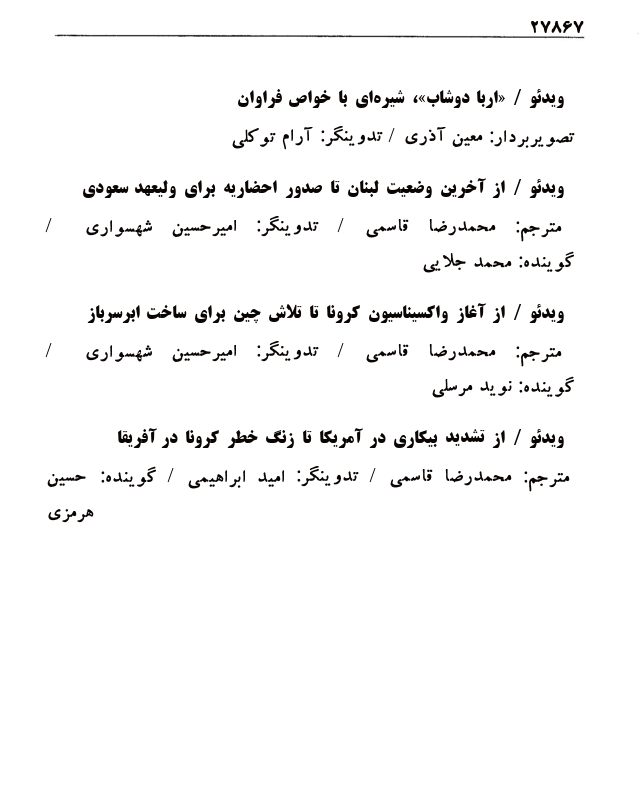 ۲۷۸۶۷
ویدئو / «اربا دوشاب»، شیره‌ای با خواص فراوان
تصویربردار: معین آذری / تدوینگر: آرام توکلی
ویدئو / از آخرین وضعیت لبنان تا صدور احضاریه برای ولیعهد سعودی
مترجم: محمدرضا قاسمی / تدوینگر: امیرحسین شهسواری /
گوینده: محمد جلایی
ویدئو / از آغاز واکسیناسیون کرونا تا تلاش چین برای ساخت ابرسرباز
مترجم: محمدرضا قاسمی / تدوینگر: امیرحسین شهسواری /
گوینده: نوید مرسلی
ویدئو / از تشدید بیکاری در آمریکا تا زنگ خطر کرونا در آفریقا
مترجم: محمدرضا قاسمی / تدوینگر: امید ابراهیمی / گوینده: حسین
هرمزی